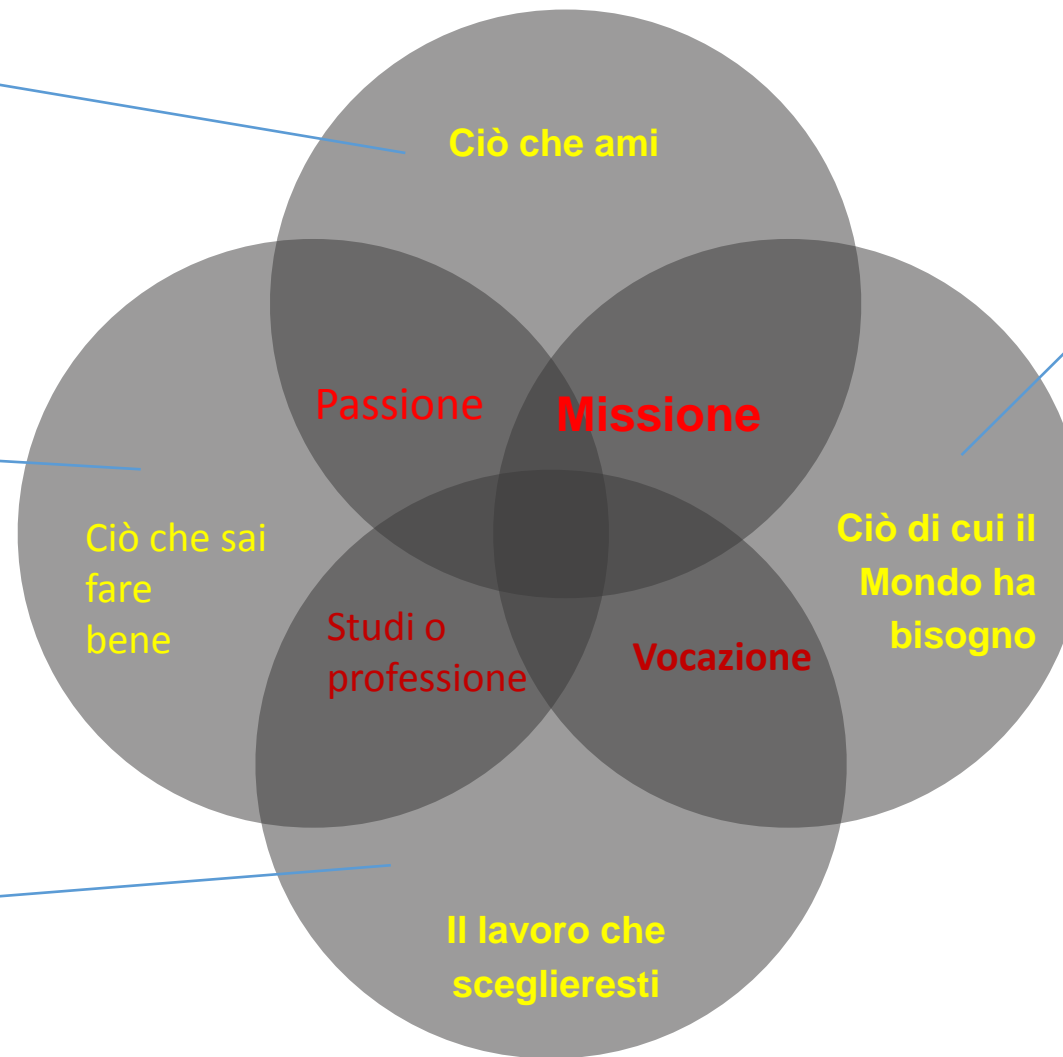 Ciò che ami
Passione
Missione
Ciò che sai
fare
bene
Ciò di cui il
Mondo ha
bisogno
Studi o
professione
Vocazione
Il lavoro che
sceglieresti